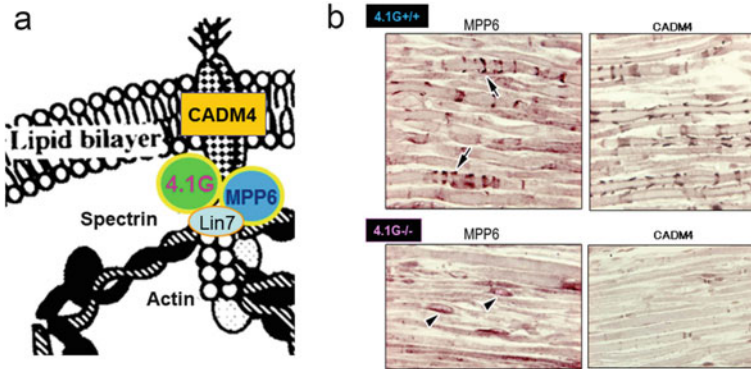 a
CADM4
Lipid bilayer
4.1G
MPP6
Spectrin
Lin7
Actin
b
4.1G+/+
MPP6
CADM4
4.1G-/-
MPP6
CADM4